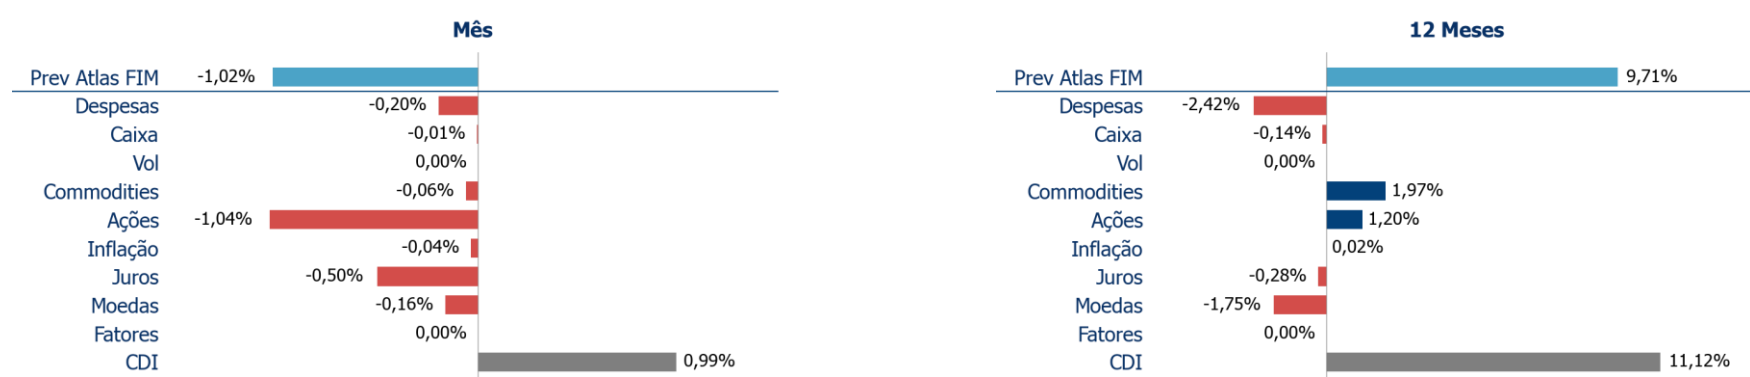 Mês
Prev Atlas FIM -1,02%
Despesas -0,20%
Caixa -0,01%
Vol 0,00%
Commodities -0,06%
Ações -1,04%
Inflação -0,04%
Juros -0,50%
Moedas -0,16%
Fatores 0,00%
CDI 0,99%
12 Meses
Prev Atlas FIM 9,71%
Despesas -2,42%
Caixa -0,14%
Vol 0,00%
Commodities 1,97%
Ações 1,20%
Inflação 0,02%
Juros -0,28%
Moedas -1,75%
Fatores 0,00%
CDI 11,12%